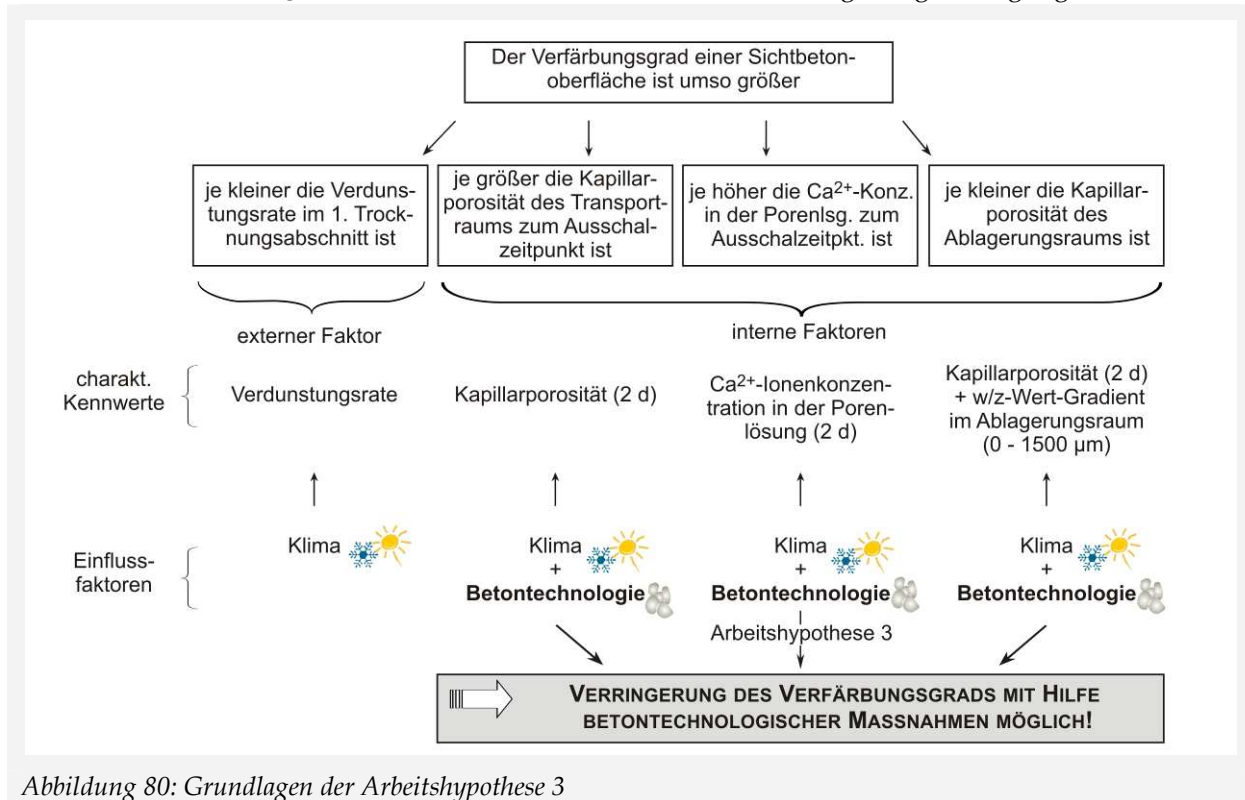 Der Verfärbungsgrad einer Sichtbeton-
oberfläche ist umso größer
je kleiner die Verduns-
tungsrate im 1. Trock-
nungsabschnitt ist
je größer die Kapillar-
porosität des Transport-
raums zum Ausschal-
zeitpunkt ist
je höher die Ca²⁺-Konz.
in der Porenlsg. zum
Ausschalzeitpkt. ist
je kleiner die Kapillar-
porosität des
Ablagerungsraums ist
externer Faktor
interne Faktoren
charakt.
Kennwerte
Verdunstungsrate
Kapillarporosität (2 d)
Ca²⁺-Ionenkonzen-
tration in der Poren-
lösung (2 d)
Kapillarporosität (2 d)
+ w/z-Wert-Gradient
im Ablagerungsraum
(0 - 1500 µm)
Einfluss-
faktoren
Klima
Klima
+
Betontechnologie
Klima
+
Betontechnologie
Klima
+
Betontechnologie
Arbeitshypothese 3
VERRINGERUNG DES VERFÄRBUNGSGRADS MIT HILFE
BETONTECHNOLOGISCHER MASSNAHMEN MÖGLICH!
Abbildung 80: Grundlagen der Arbeitshypothese 3